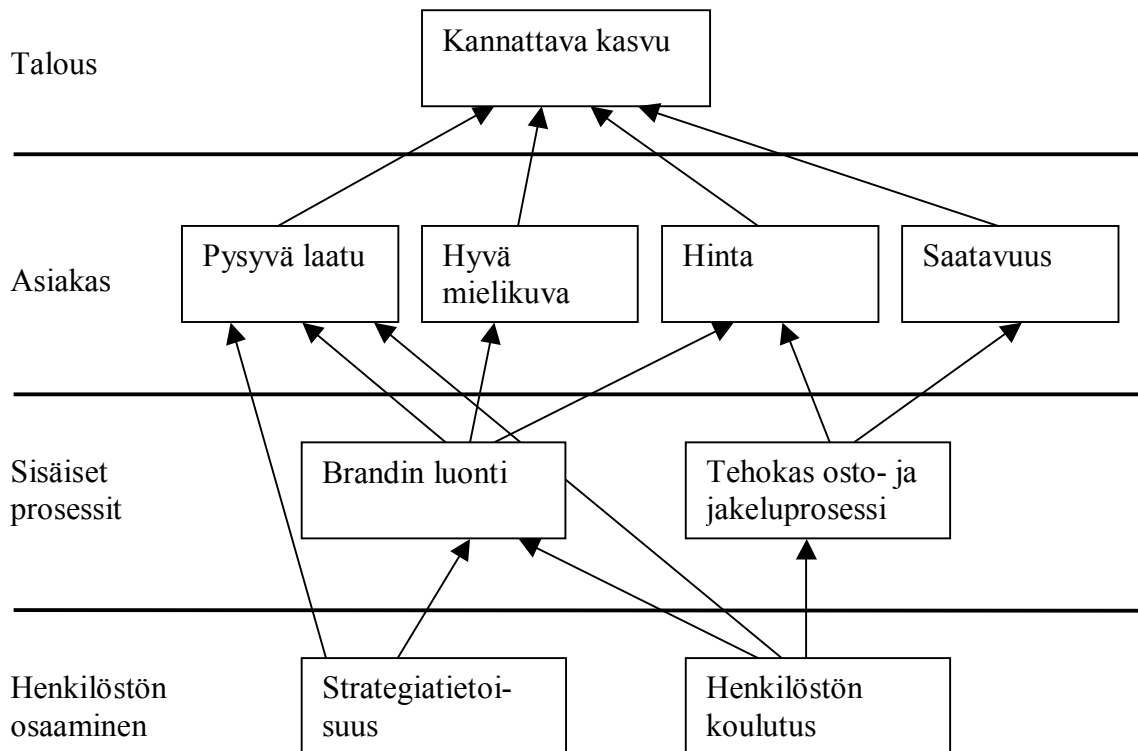 Kannattava kasvu
Talous
Pysyvä laatu
Hyvä
mielikuva
Hinta
Saatavuus
Asiakas
Brandin luonti
Tehokas osto- ja
jakeluprosessi
Sisäiset
prosessit
Henkilöstön
osaaminen
Strategiatietoi-
suus
Henkilöstön
koulutus